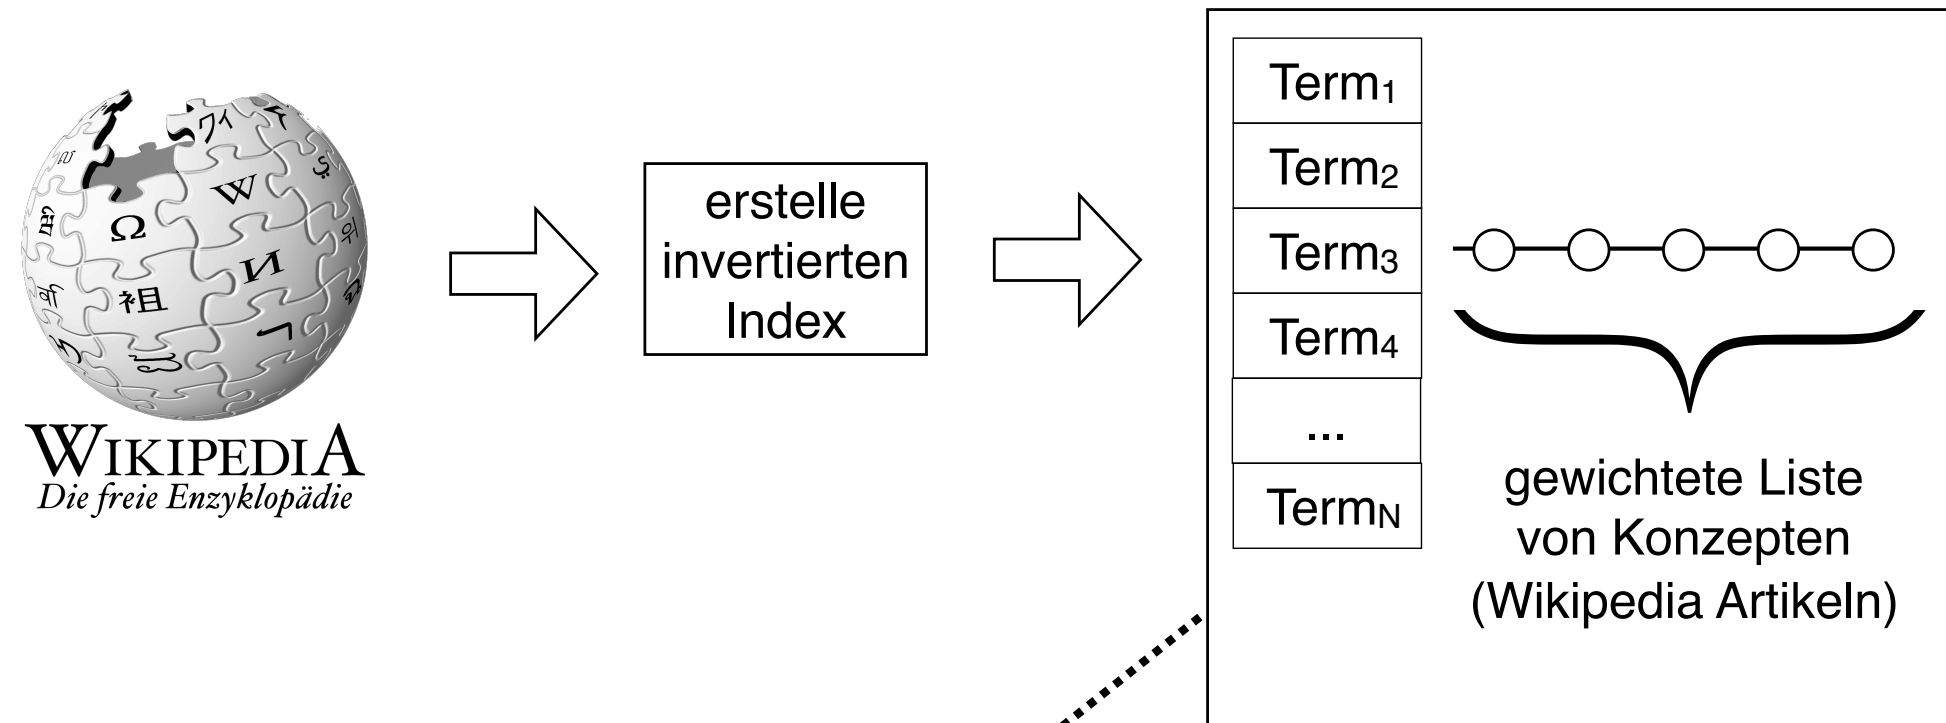 WIKIPEDIA
Die freie Enzyklopädie
erstelle
invertierten
Index
Term1
Term2
Term3
Term4
...
TermN
gewichtete Liste
von Konzepten
(Wikipedia Artikeln)